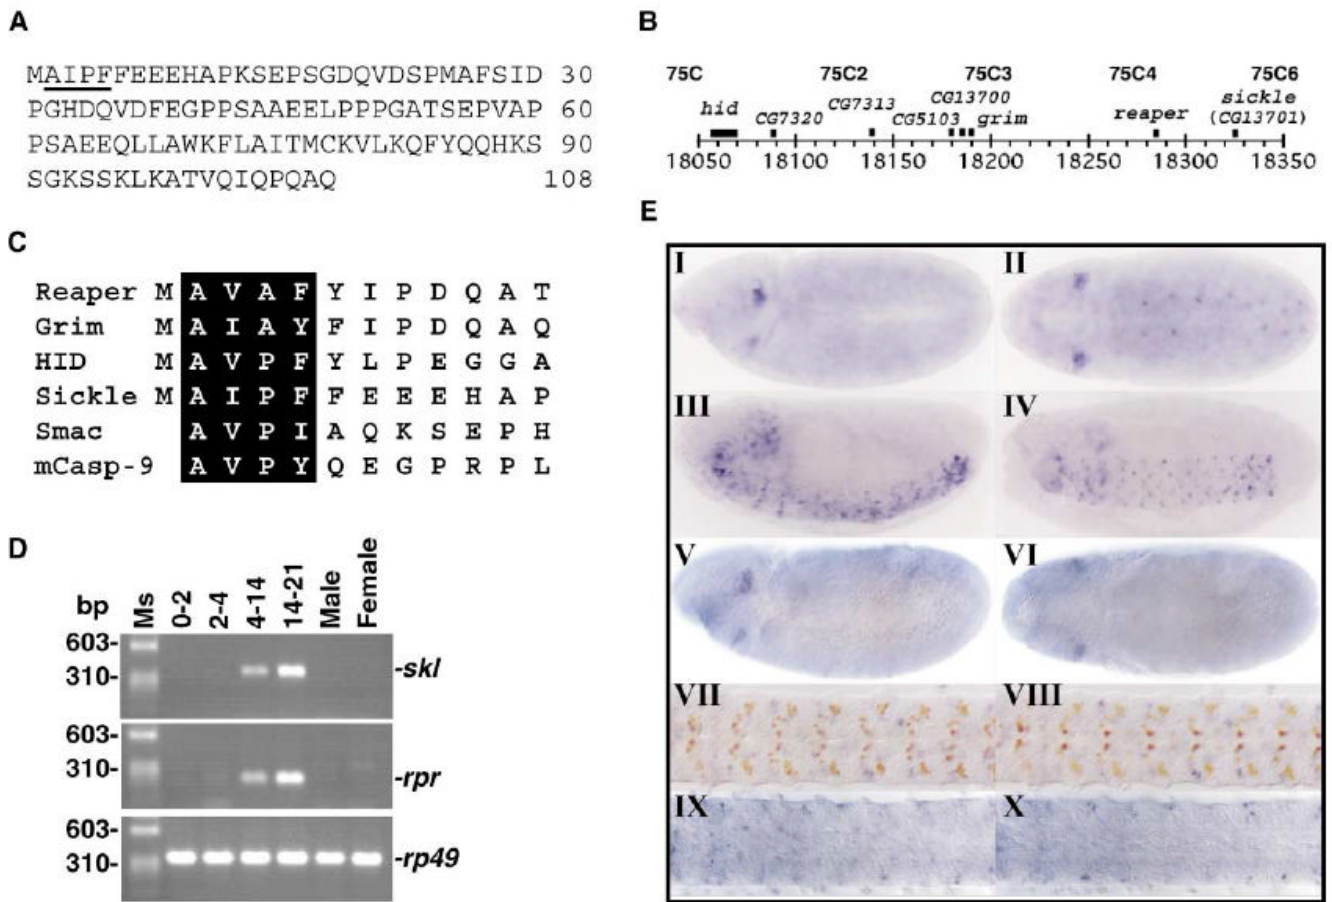 A
MAIPFFEEEHAPKSEPSGDQVDSPMAFSID 30
PGHDQVDFEGPPSAAEELPPPGATSEPVAP 60
PSAEEQLLAWKFLAITMCKVLKQFYQQHKS 90
SGKSSKLKATVQIQPQAQ 108
B
75C 75C2 75C3 75C4 75C6
hid CG7320 CG7313 CG5103 CG13700 grim reaper sickle
(CG13701)
18050 18100 18150 18200 18250 18300 18350
C
Reaper M A V A F Y I P D Q A T
Grim M A I A Y F I P D Q A Q
HID M A V P F Y L P E G G A
Sickle M A I P F F E E E H A P
Smac A V P I A Q K S E P H
mCasp-9 A V P Y Q E G P R P L
D
bp Ms 0-2 2-4 4-14 14-21 Male Female
603-
310- -skl
603-
310- -rpr
603-
310- -rp49
E
I II
III IV
V VI
VII VIII
IX X